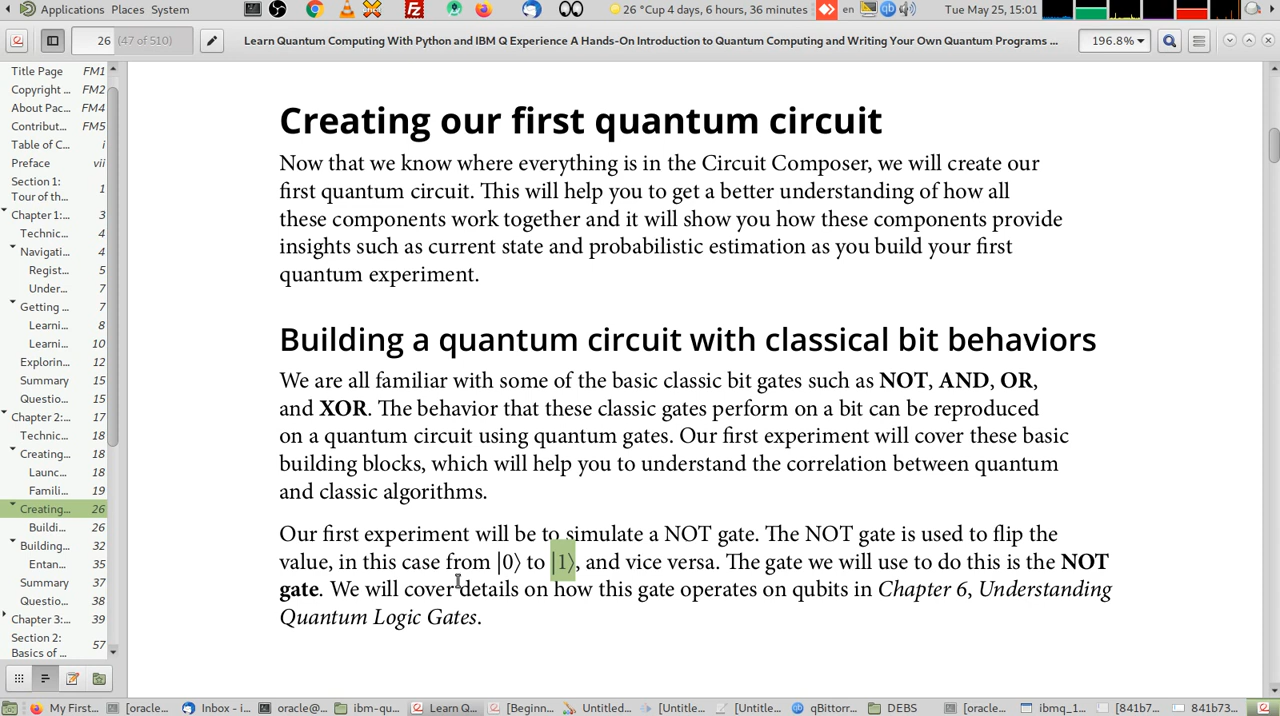 Applications Places System
26 °C
up 4 days, 6 hours, 36 minutes
en
Tue May 25, 15:01
26 (47 of 510)
Learn Quantum Computing With Python and IBM Q Experience A Hands-On Introduction to Quantum Computing and Writing Your Own Quantum Programs ...
196.8%
Title Page FM1
Copyright ... FM2
About Pac... FM4
Contribut... FM5
Table of C... i
Preface vii
Section 1:
Tour of th... 1
Chapter 1:... 3
Technic... 4
Navigati... 4
Regist... 5
Under... 7
Getting ... 7
Learni... 8
Learni... 10
Explorin... 12
Summary 15
Questio... 15
Chapter 2:... 17
Technic... 18
Creating... 18
Launc... 18
Famili... 19
Creating... 26
Buildi... 26
Building... 32
Entan... 35
Summary 37
Questio... 38
Chapter 3:... 39
Section 2:
Basics of ... 57
Creating our first quantum circuit
Now that we know where everything is in the Circuit Composer, we will create our
first quantum circuit. This will help you to get a better understanding of how all
these components work together and it will show you how these components provide
insights such as current state and probabilistic estimation as you build your first
quantum experiment.
Building a quantum circuit with classical bit behaviors
We are all familiar with some of the basic classic bit gates such as NOT, AND, OR,
and XOR. The behavior that these classic gates perform on a bit can be reproduced
on a quantum circuit using quantum gates. Our first experiment will cover these basic
building blocks, which will help you to understand the correlation between quantum
and classic algorithms.
Our first experiment will be to simulate a NOT gate. The NOT gate is used to flip the
value, in this case from |0⟩ to |1⟩, and vice versa. The gate we will use to do this is the NOT
gate. We will cover details on how this gate operates on qubits in Chapter 6, Understanding
Quantum Logic Gates.
My First...
[oracle...
Inbox - i...
oracle@...
ibm-qu...
Learn Q...
[Beginn...
Untitled...
[Untitle...
[Untitle...
qBittorr...
DEBS
[oracle...
ibmq_1...
[841b7...
841b73...